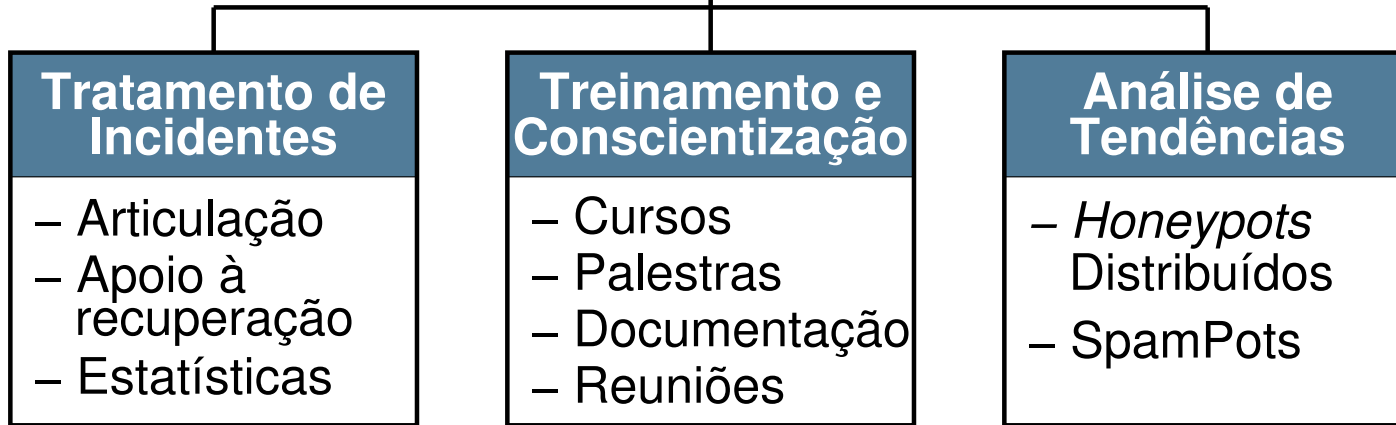 Tratamento de
Incidentes
– Articulação
– Apoio à
recuperação
– Estatísticas
Treinamento e
Conscientização
– Cursos
– Palestras
– Documentação
– Reuniões
Análise de
Tendências
– Honeypots
Distribuídos
– SpamPots